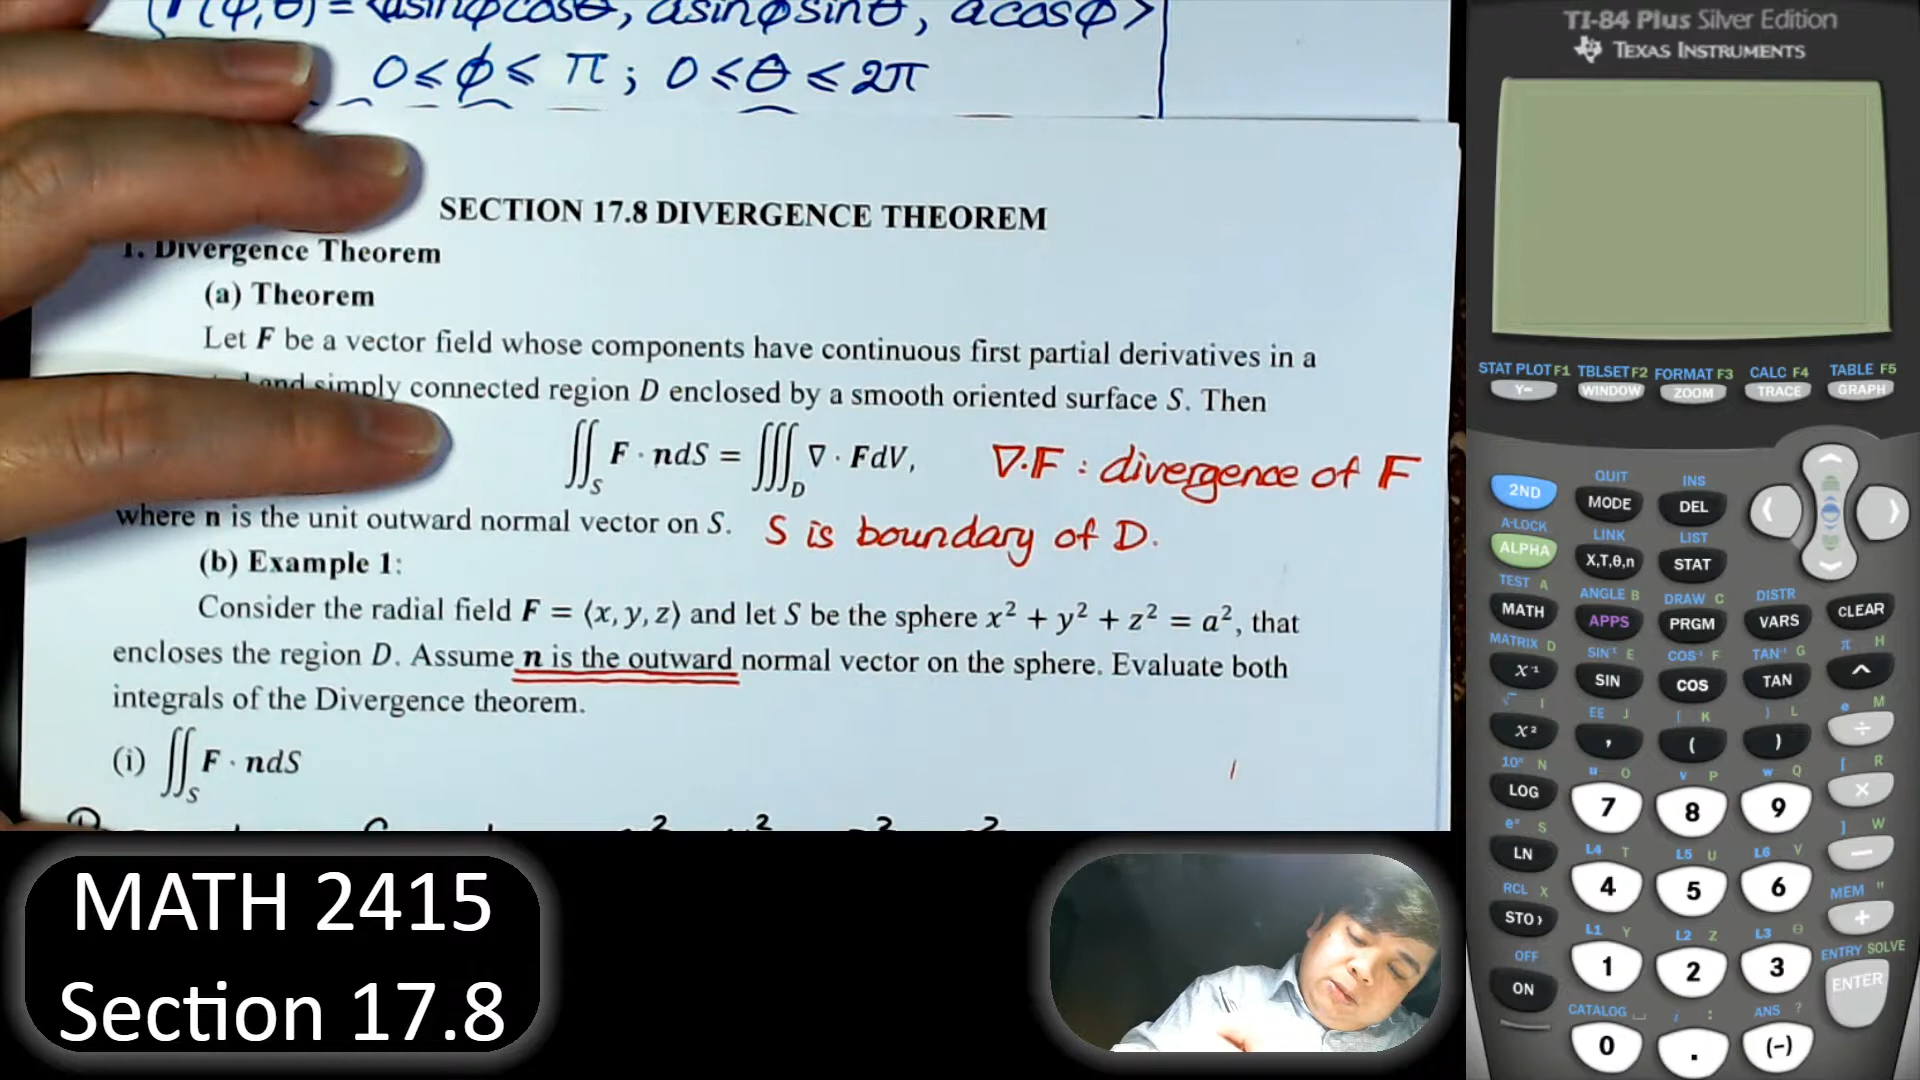 r(φ,θ) = <asinφcosθ, asinφsinθ, acosφ>
0 ≤ φ ≤ π ; 0 ≤ θ ≤ 2π
SECTION 17.8 DIVERGENCE THEOREM
1. Divergence Theorem
(a) Theorem
Let F be a vector field whose components have continuous first partial derivatives in a
and simply connected region D enclosed by a smooth oriented surface S. Then
∬_S F · ndS = ∭_D ∇ · FdV, ∇·F : divergence of F
where n is the unit outward normal vector on S. S is boundary of D.
(b) Example 1:
Consider the radial field F = ⟨x, y, z⟩ and let S be the sphere x² + y² + z² = a², that
encloses the region D. Assume n is the outward normal vector on the sphere. Evaluate both
integrals of the Divergence theorem.
(i) ∬_S F · ndS
MATH 2415
Section 17.8
TI-84 Plus Silver Edition
TEXAS INSTRUMENTS
STAT PLOT F1 TBLSET F2 FORMAT F3 CALC F4 TABLE F5
Y= WINDOW ZOOM TRACE GRAPH
QUIT INS
2ND MODE DEL
A-LOCK LINK LIST
ALPHA X,T,θ,n STAT
TEST A ANGLE B DRAW C DISTR
MATH APPS PRGM VARS CLEAR
MATRIX D SIN⁻¹ E COS⁻¹ F TAN⁻¹ G π H
x⁻¹ SIN COS TAN ^
√ I EE J { K } L e M
x² , ( ) ÷
10ˣ N u O v P w Q [ R
LOG 7 8 9 ×
eˣ S L4 T L5 U L6 V ] W
LN 4 5 6 −
RCL X L1 Y L2 Z L3 θ MEM "
STO› 1 2 3 +
OFF CATALOG i : ANS ? ENTRY SOLVE
ON 0 . (-) ENTER